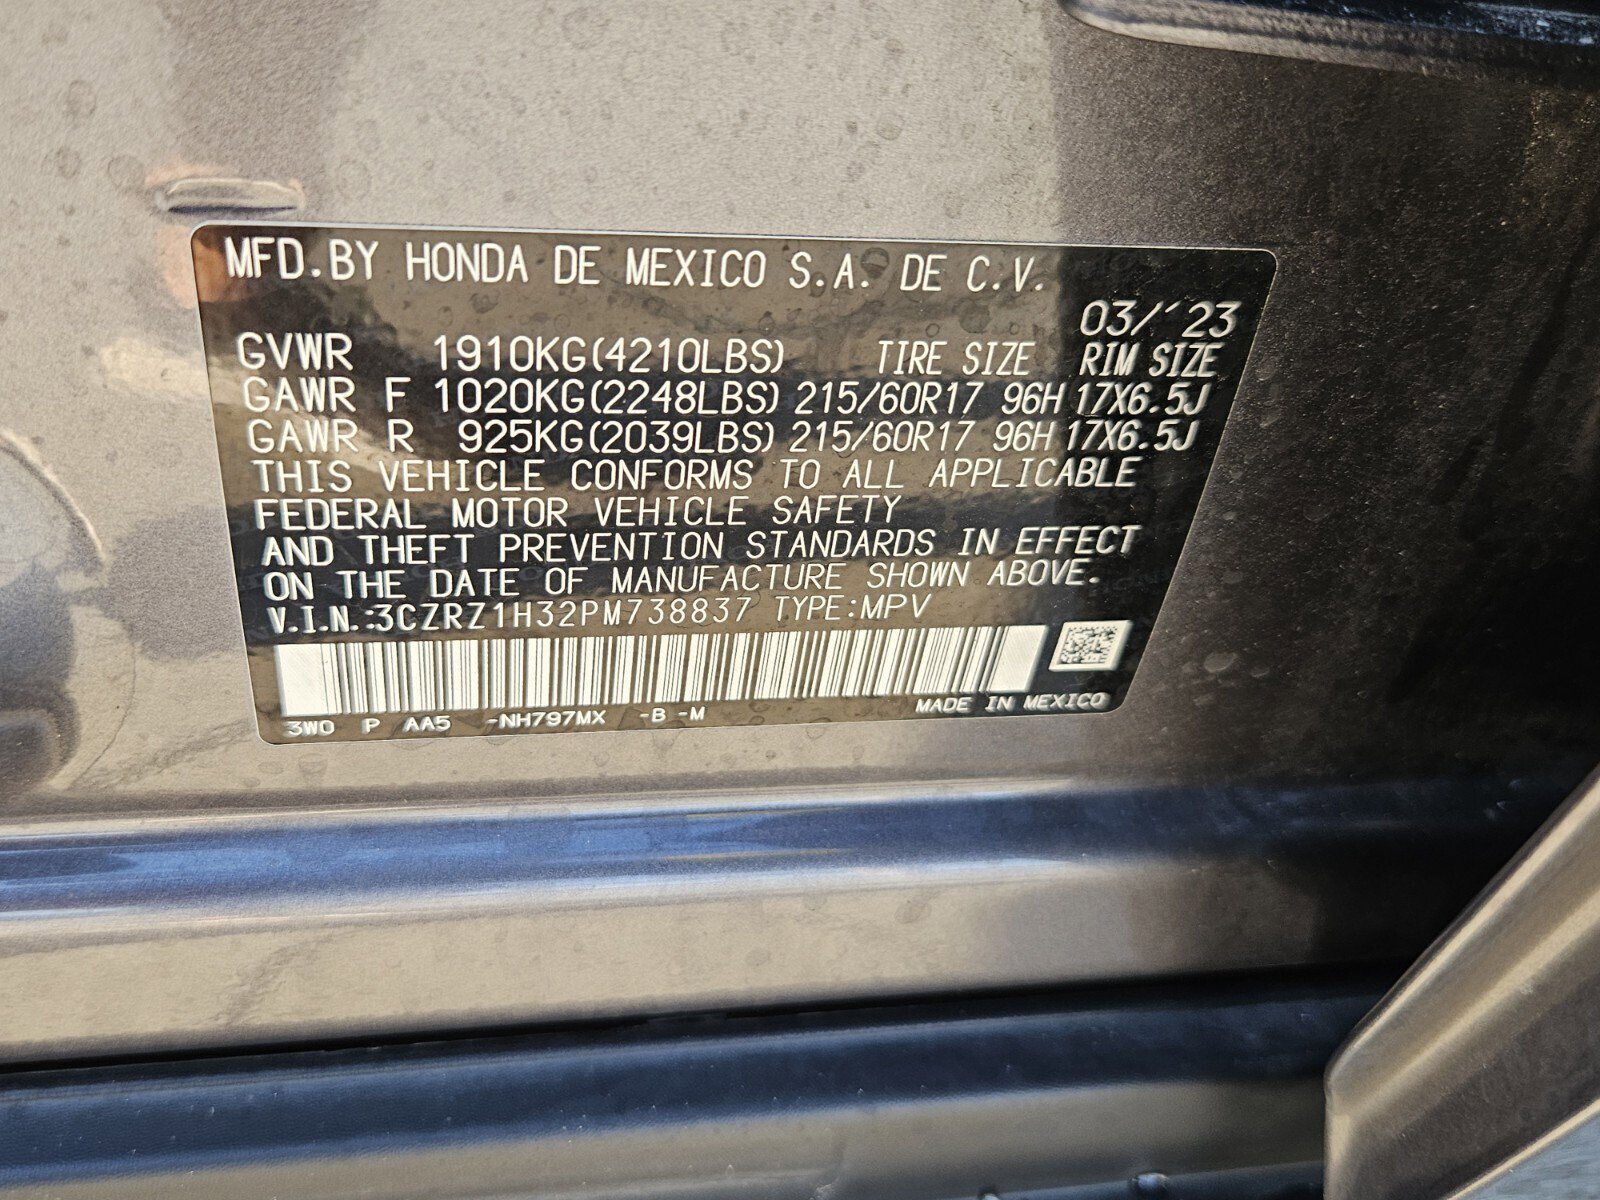 MFD.BY HONDA DE MEXICO S.A. DE C.V.
03/'23
GVWR 1910KG(4210LBS) TIRE SIZE RIM SIZE
GAWR F 1020KG(2248LBS) 215/60R17 96H 17X6.5J
GAWR R 925KG(2039LBS) 215/60R17 96H 17X6.5J
THIS VEHICLE CONFORMS TO ALL APPLICABLE
FEDERAL MOTOR VEHICLE SAFETY
AND THEFT PREVENTION STANDARDS IN EFFECT
ON THE DATE OF MANUFACTURE SHOWN ABOVE.
V.I.N.:3CZRZ1H32PM738837 TYPE:MPV
3W0 P AA5 -NH797MX -B -M MADE IN MEXICO